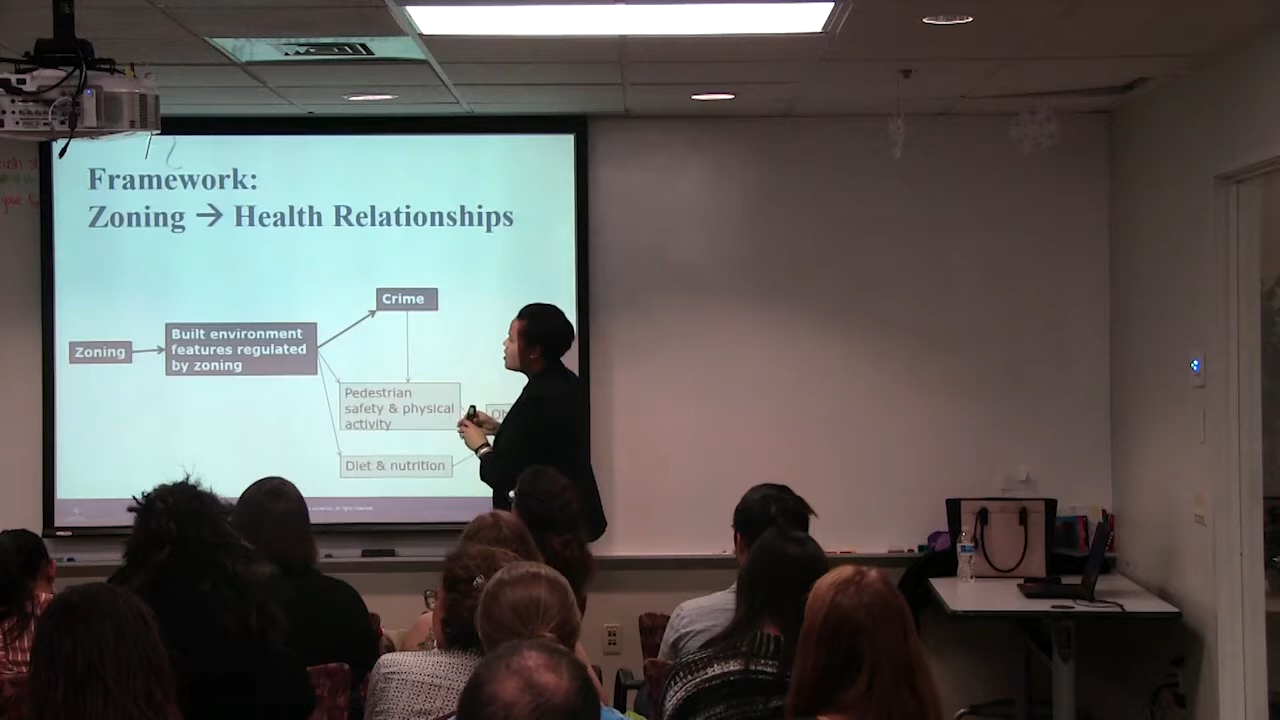 Framework:
Zoning → Health Relationships
Crime
Zoning
Built environment
features regulated
by zoning
Pedestrian
safety & physical
activity
Diet & nutrition